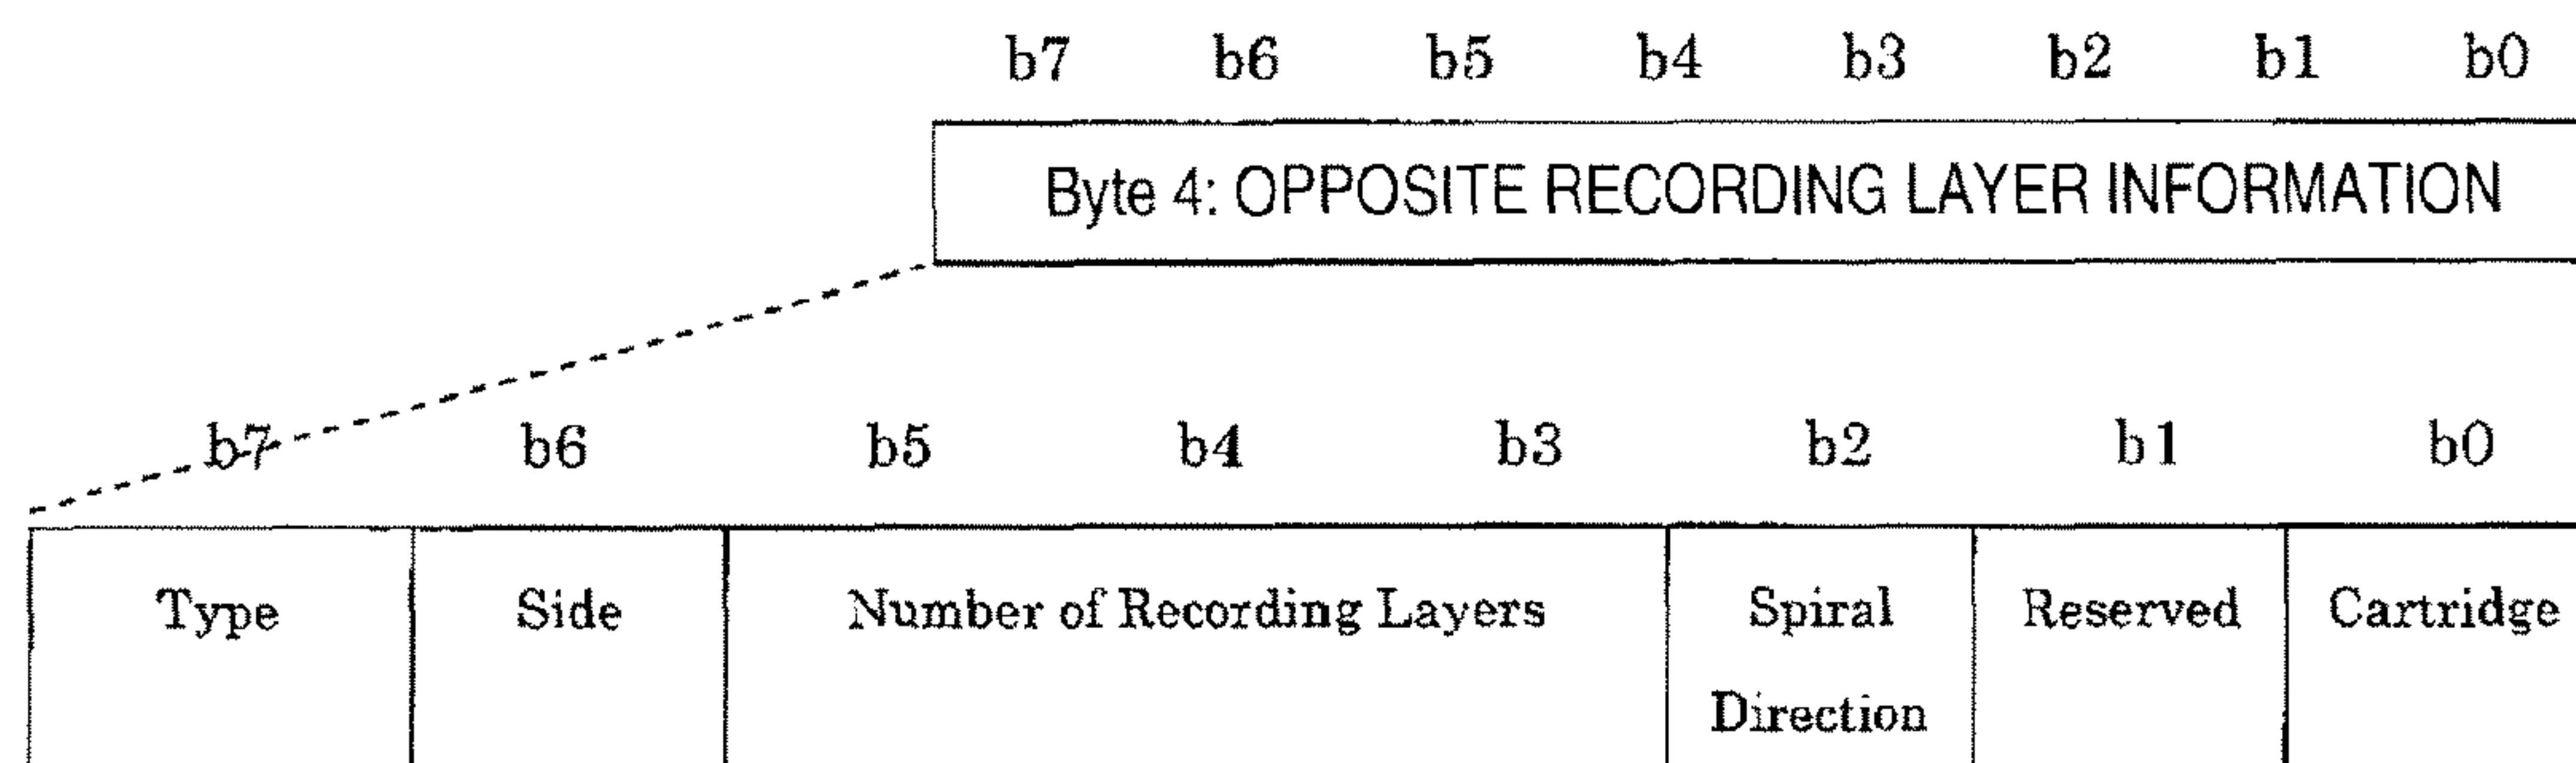 b7 b6 b5 b4 b3 b2 b1 b0
Byte 4: OPPOSITE RECORDING LAYER INFORMATION
b7 b6 b5 b4 b3 b2 b1 b0
Type Side Number of Recording Layers Spiral Reserved Cartridge
Direction